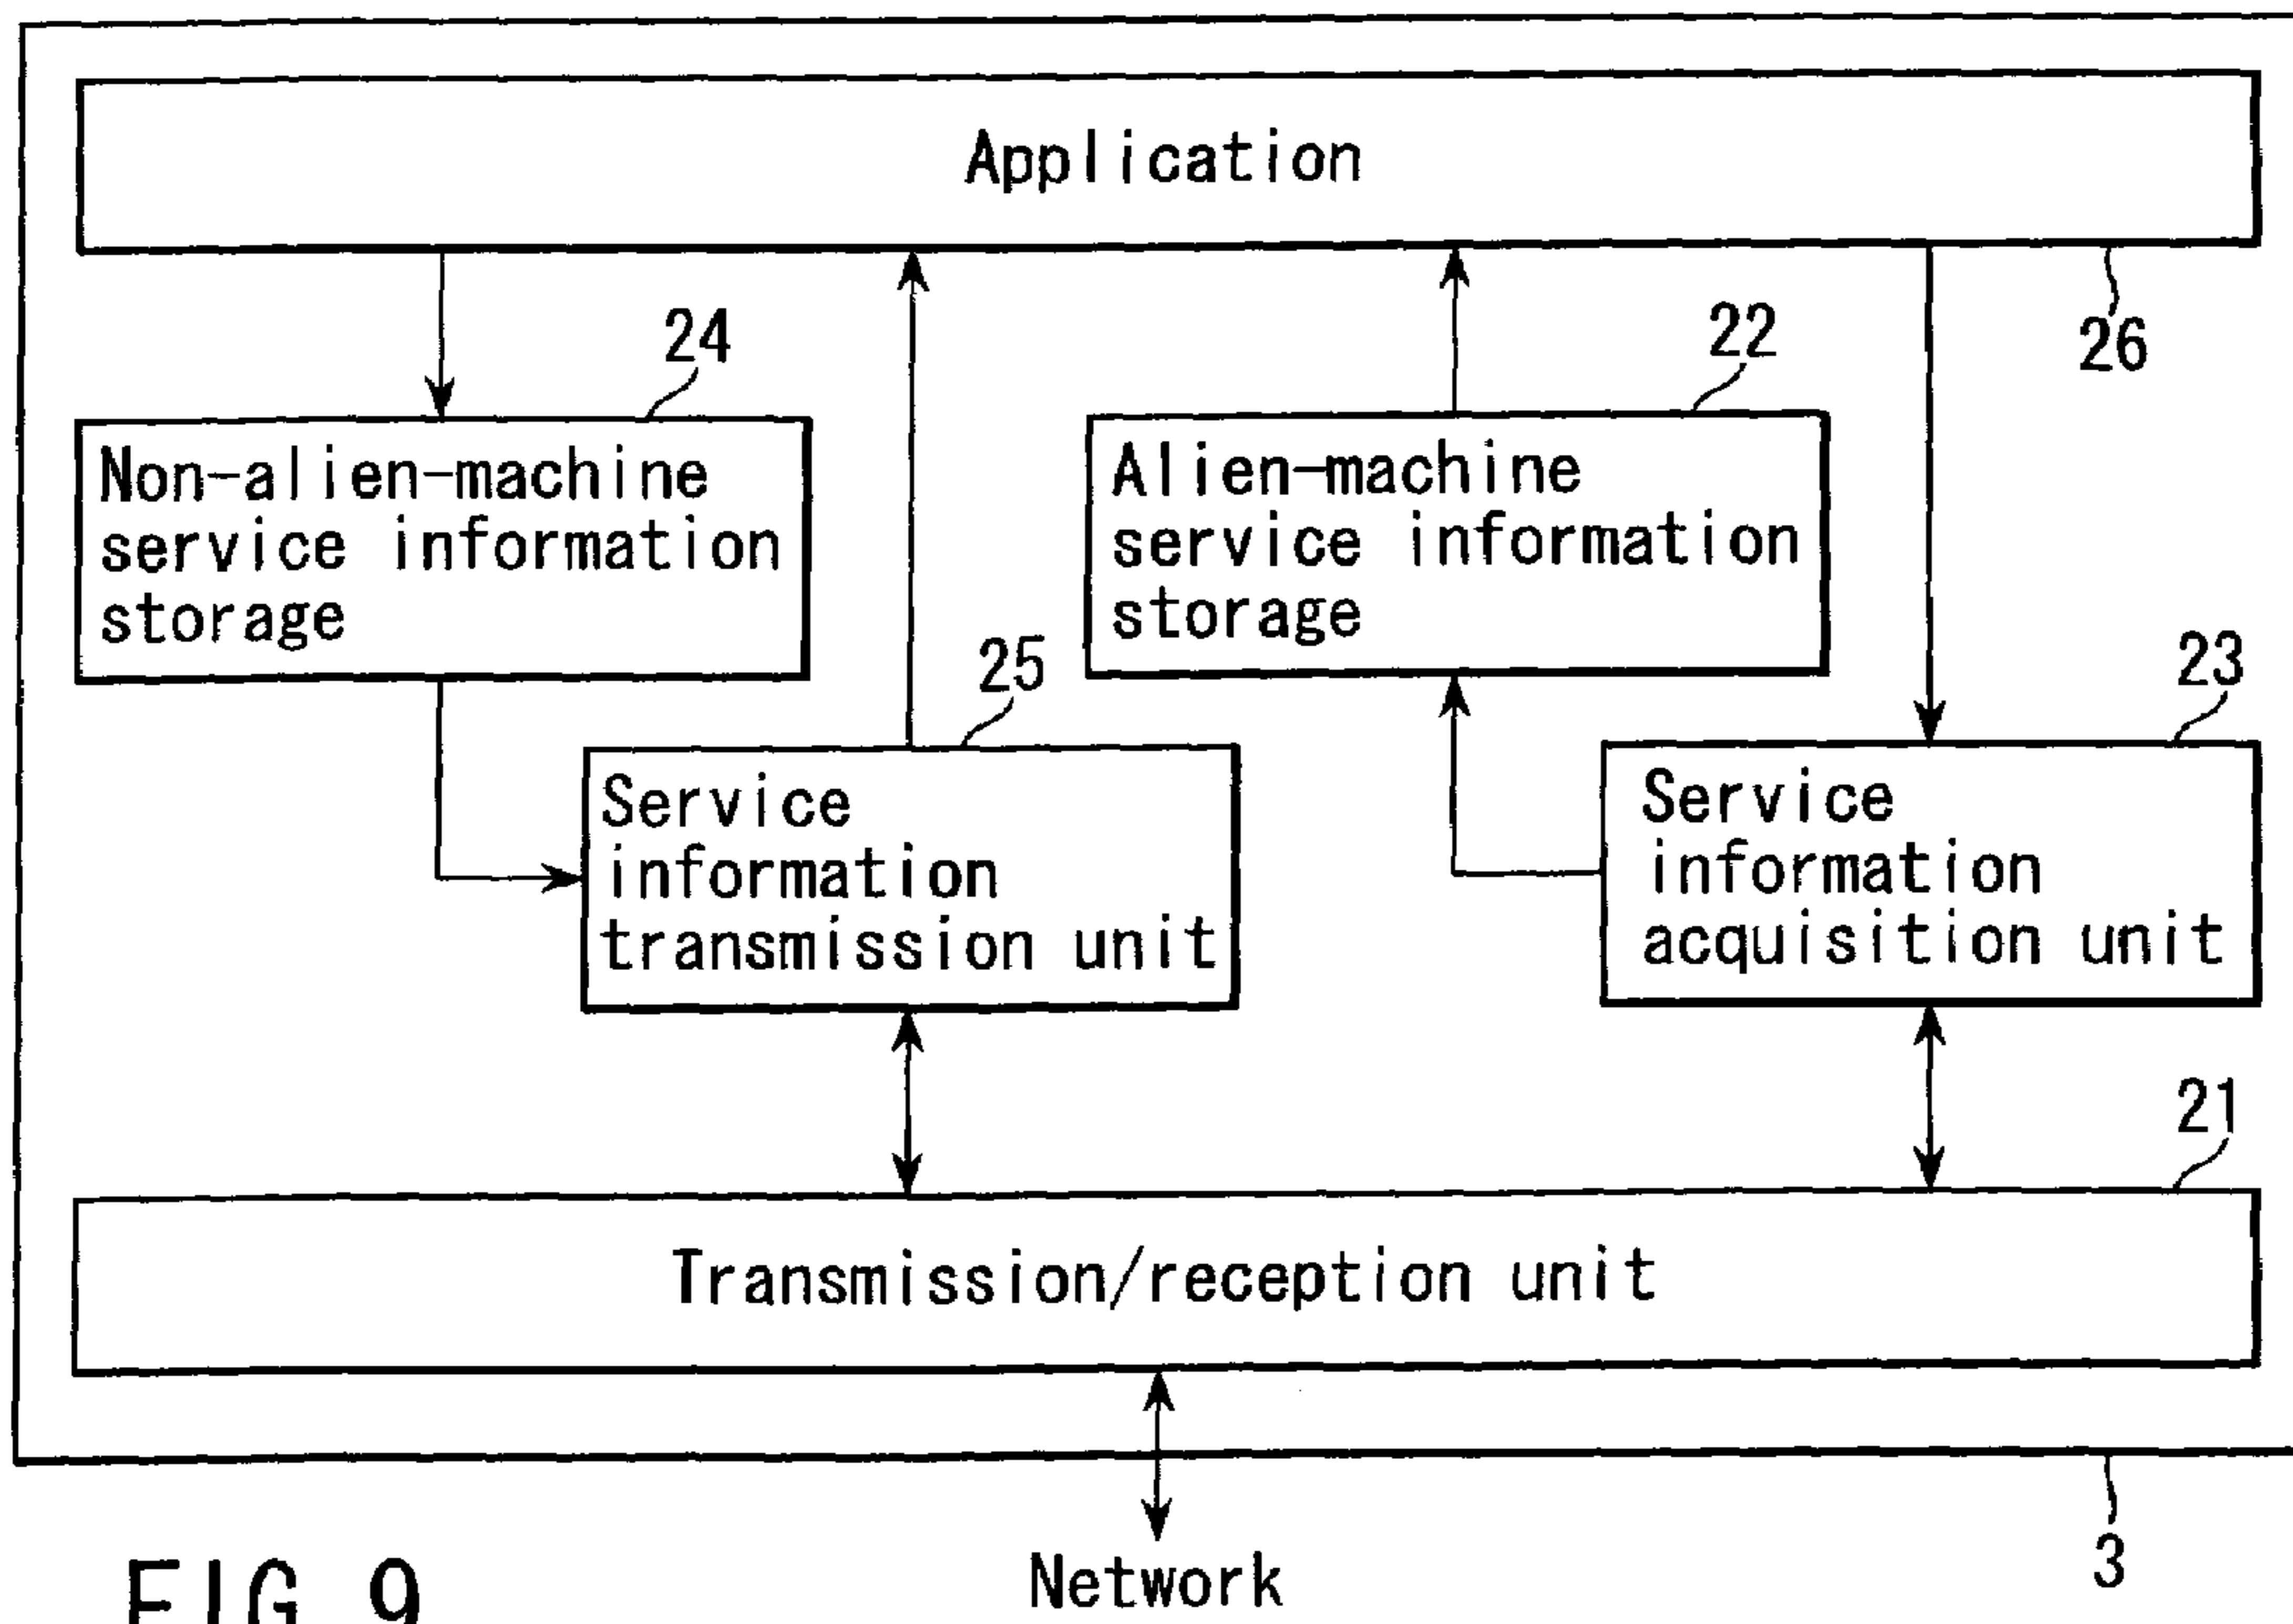 Application
26
24
22
Non-alien-machine
service information
storage
Alien-machine
service information
storage
25
23
Service
information
transmission unit
Service
information
acquisition unit
21
Transmission/reception unit
3
Network
FIG. 9